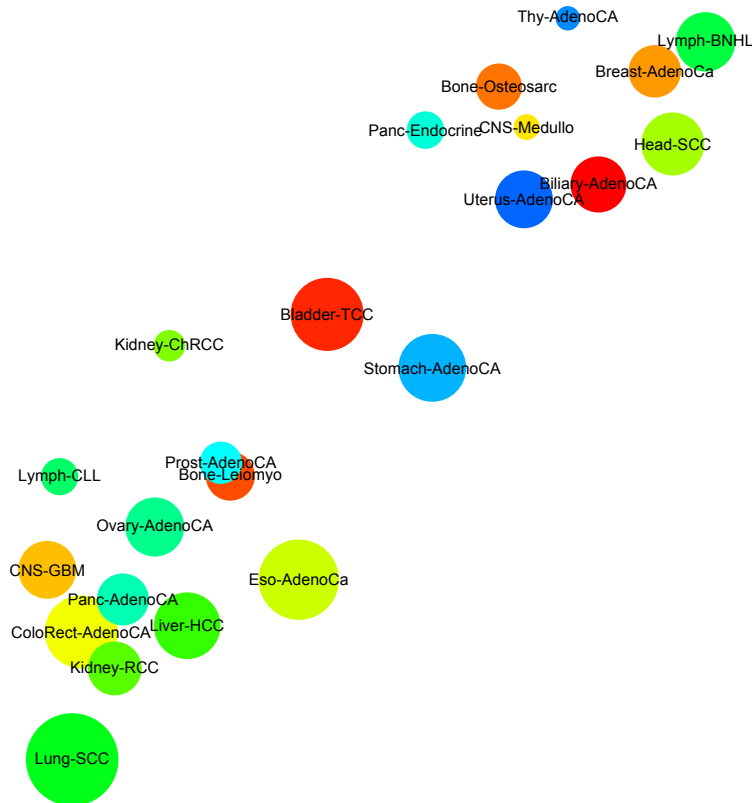 Thy-AdenoCA
Lymph-BNHL
Breast-AdenoCa
Bone-Osteosarc
Panc-Endocrine
CNS-Medullo
Head-SCC
Biliary-AdenoCA
Uterus-AdenoCA
Bladder-TCC
Kidney-ChRCC
Stomach-AdenoCA
Prost-AdenoCA
Bone-Leiomyo
Lymph-CLL
Ovary-AdenoCA
CNS-GBM
Eso-AdenoCa
Panc-AdenoCA
Liver-HCC
ColoRect-AdenoCA
Kidney-RCC
Lung-SCC